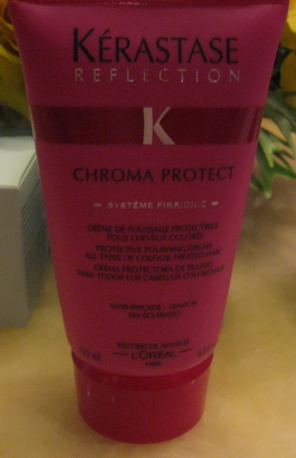 KÉRASTASE
REFLECTION
K
CHROMA PROTECT
SYSTÈME FIBRIONIC
CRÈME DE POLISSAGE PROTECTRICE
TOUS CHEVEUX COLORÉS
PROTECTIVE POLISHING CREAM
ALL TYPES OF COLOUR-TREATED HAIR
CREMA PROTECTORA DE PULIDO
PARA TODOS LOS CABELLOS COLOREADOS
SANS RINÇAGE - LEAVE IN
SIN ACLARADO
RECHERCHE AVANCÉE
L'ORÉAL
PARIS